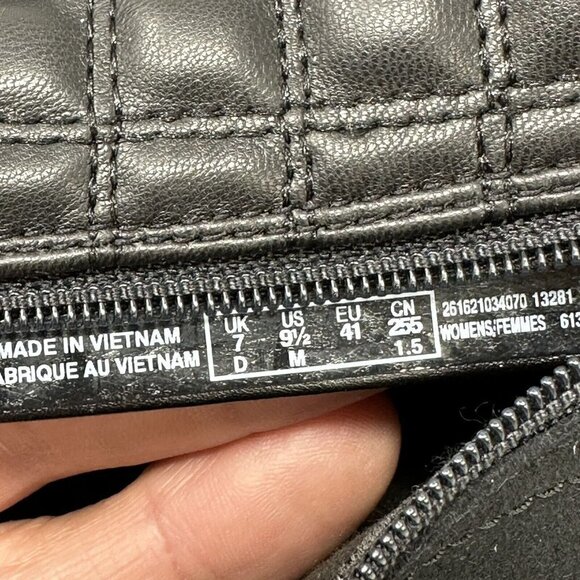 MADE IN VIETNAM
ABRIQUE AU VIETNAM
UK US EU CN
7 9½ 41 255
D M 1.5
261621034070 13281
WOMENS/FEMMES 613